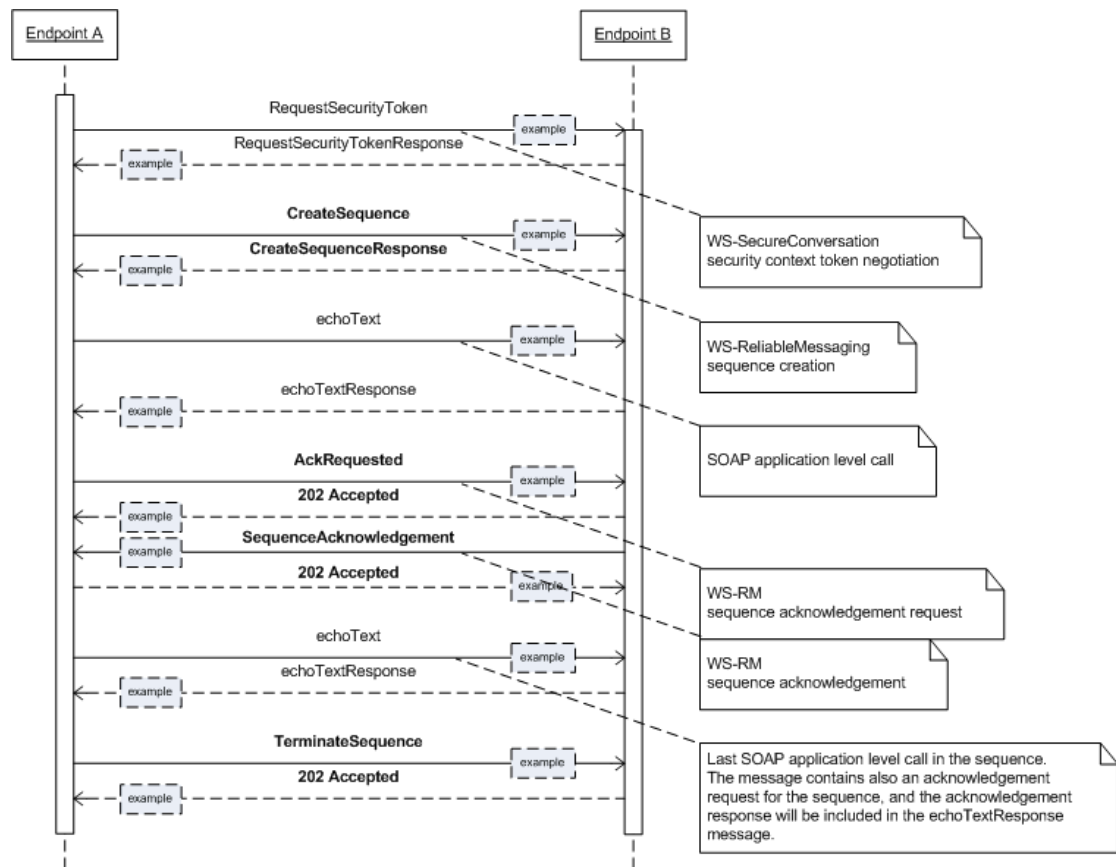 Endpoint A
Endpoint B
RequestSecurityToken
example
RequestSecurityTokenResponse
example
CreateSequence
example
CreateSequenceResponse
example
WS-SecureConversation
security context token negotiation
echoText
example
WS-ReliableMessaging
sequence creation
echoTextResponse
example
SOAP application level call
AckRequested
example
202 Accepted
example
SequenceAcknowledgement
example
202 Accepted
example
WS-RM
sequence acknowledgement request
echoText
example
WS-RM
sequence acknowledgement
echoTextResponse
example
TerminateSequence
example
202 Accepted
example
Last SOAP application level call in the sequence.
The message contains also an acknowledgement
request for the sequence, and the acknowledgement
response will be included in the echoTextResponse
message.